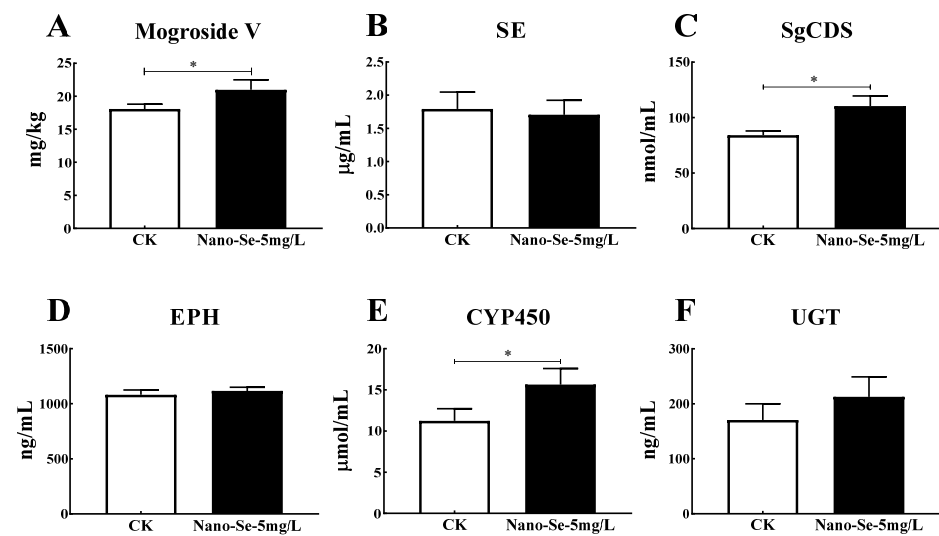 A
Mogroside V
mg/kg
25
20
15
10
5
0
*
CK
Nano-Se-5mg/L
B
SE
μg/mL
2.5
2.0
1.5
1.0
0.5
0.0
CK
Nano-Se-5mg/L
C
SgCDS
nmol/mL
150
100
50
0
*
CK
Nano-Se-5mg/L
D
EPH
ng/mL
1500
1000
500
0
CK
Nano-Se-5mg/L
E
CYP450
μmol/mL
20
15
10
5
0
*
CK
Nano-Se-5mg/L
F
UGT
ng/mL
300
200
100
0
CK
Nano-Se-5mg/L